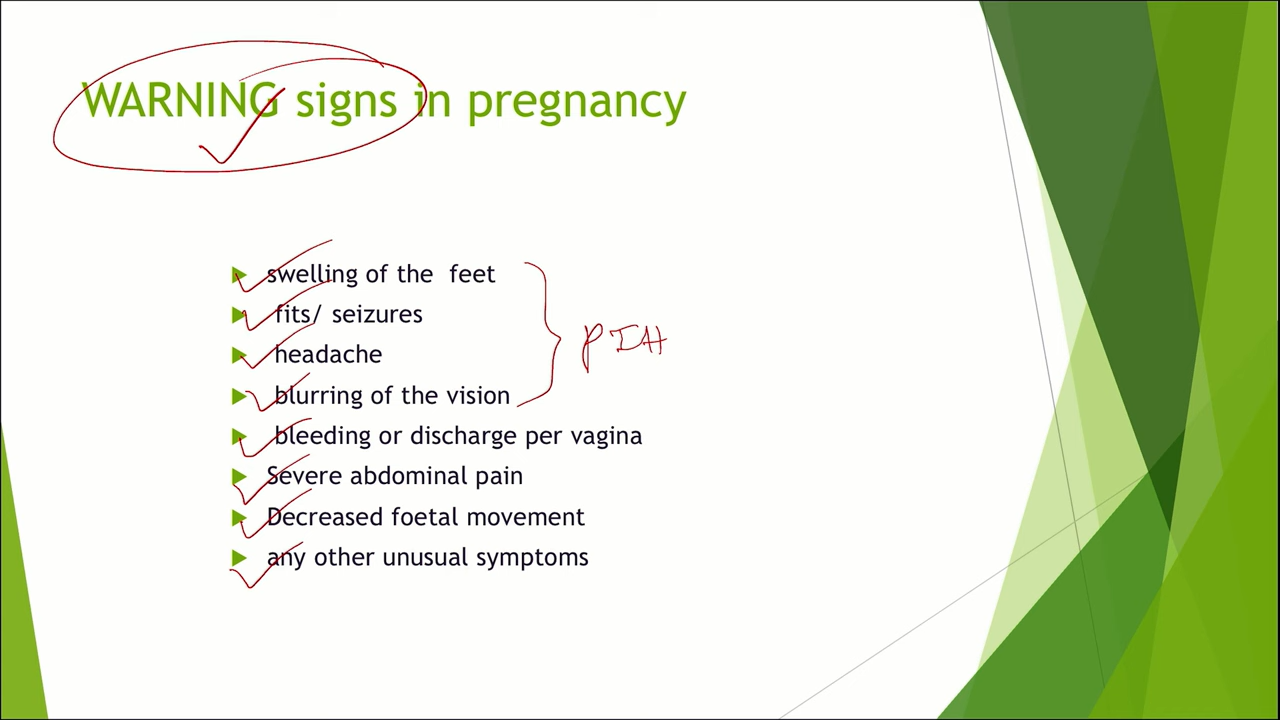 WARNING signs in pregnancy
swelling of the feet
fits/ seizures
headache
blurring of the vision
PIH
bleeding or discharge per vagina
Severe abdominal pain
Decreased foetal movement
any other unusual symptoms